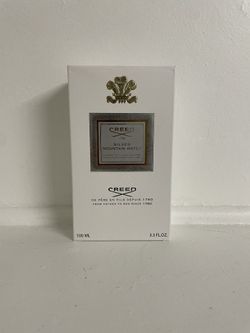 CREED
SILVER
MOUNTAIN WATER
CREED
DE PÈRE EN FILS DEPUIS 1760
FROM FATHER TO SON SINCE 1760
100 ML
3.3 FL.OZ.